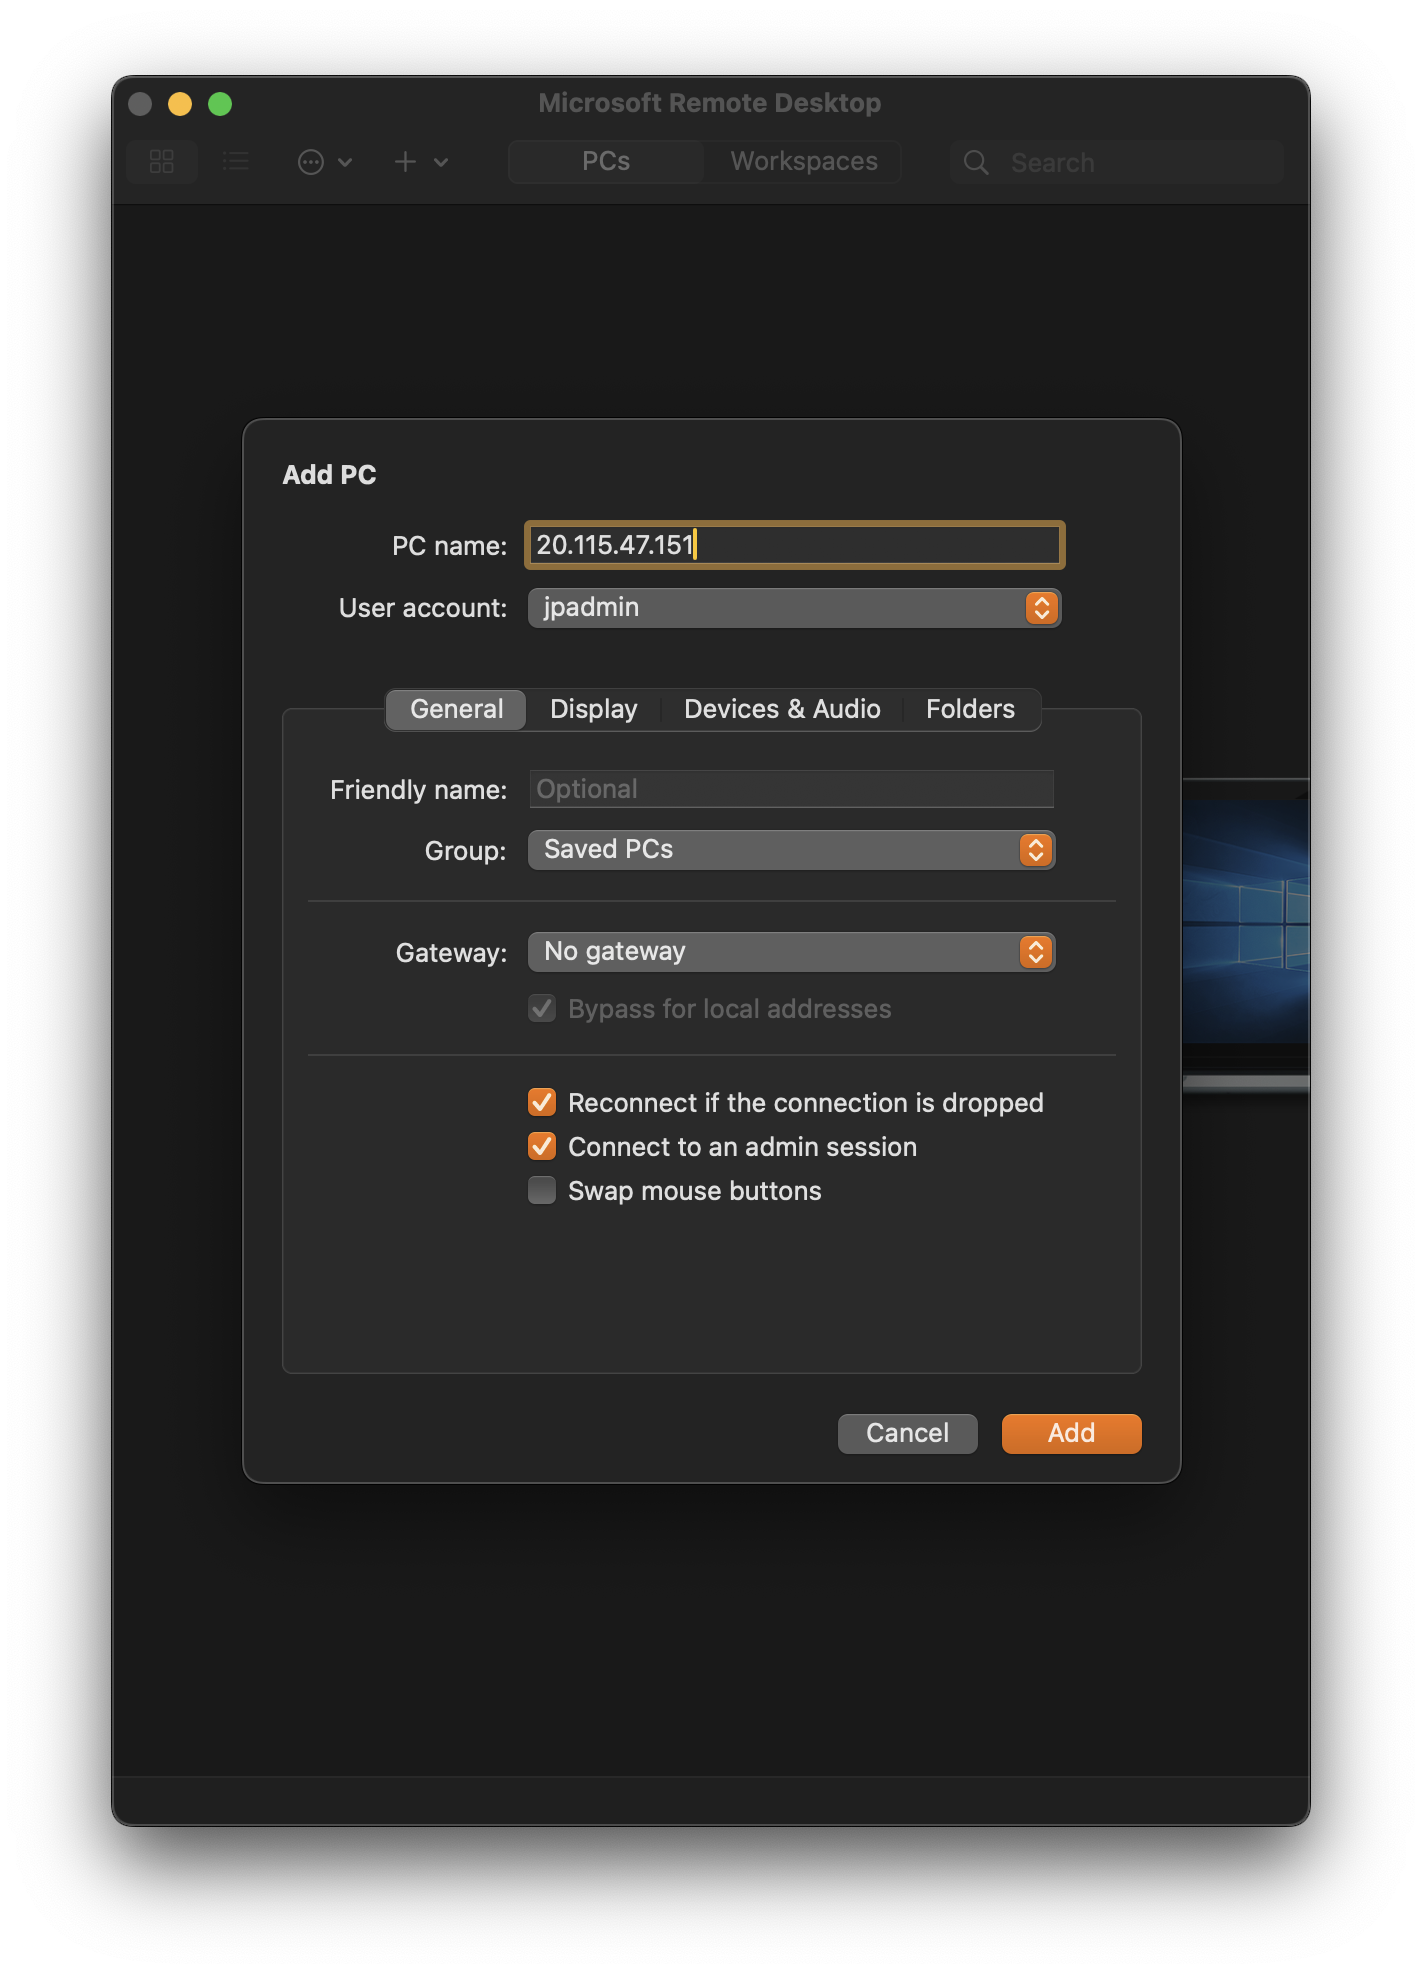 Microsoft Remote Desktop
PCs
Workspaces
Search
Add PC
PC name: 20.115.47.151
User account: jpadmin
General Display Devices & Audio Folders
Friendly name: Optional
Group: Saved PCs
Gateway: No gateway
Bypass for local addresses
Reconnect if the connection is dropped
Connect to an admin session
Swap mouse buttons
Cancel Add